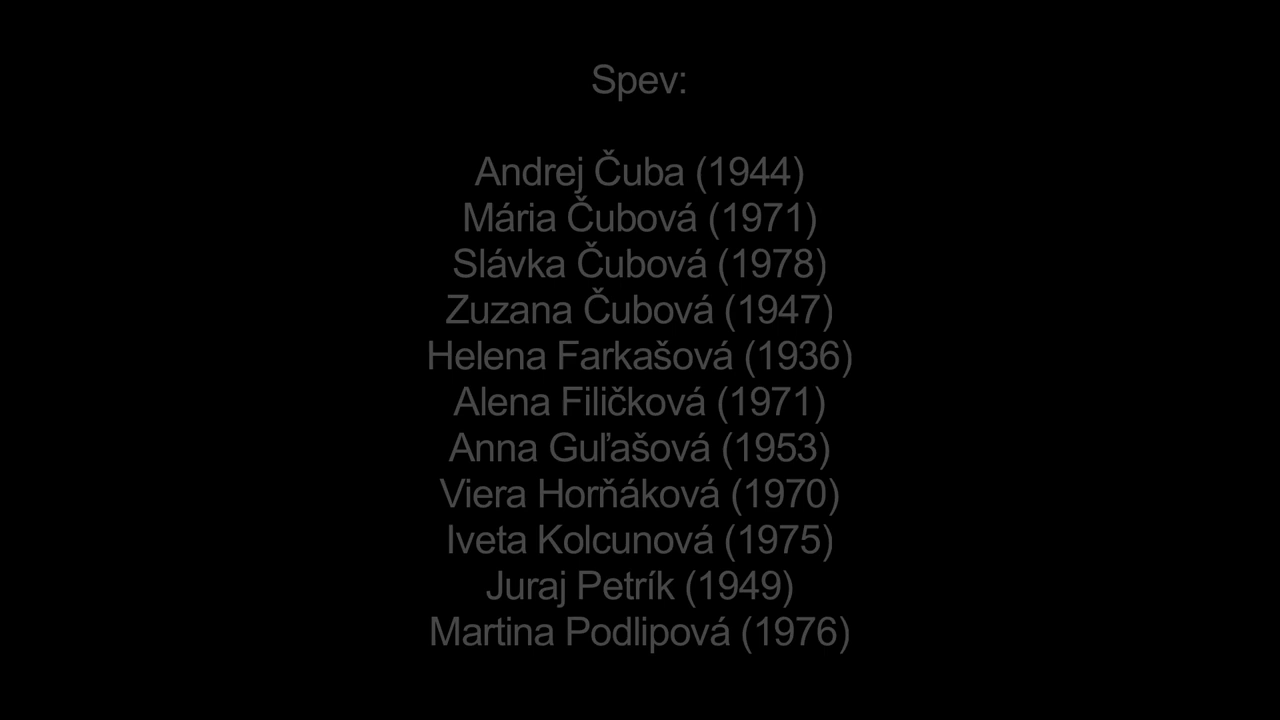 Spev:
Andrej Čuba (1944)
Mária Čubová (1971)
Slávka Čubová (1978)
Zuzana Čubová (1947)
Helena Farkašová (1936)
Alena Filičková (1971)
Anna Guľašová (1953)
Viera Horňáková (1970)
Iveta Kolcunová (1975)
Juraj Petrík (1949)
Martina Podlipová (1976)